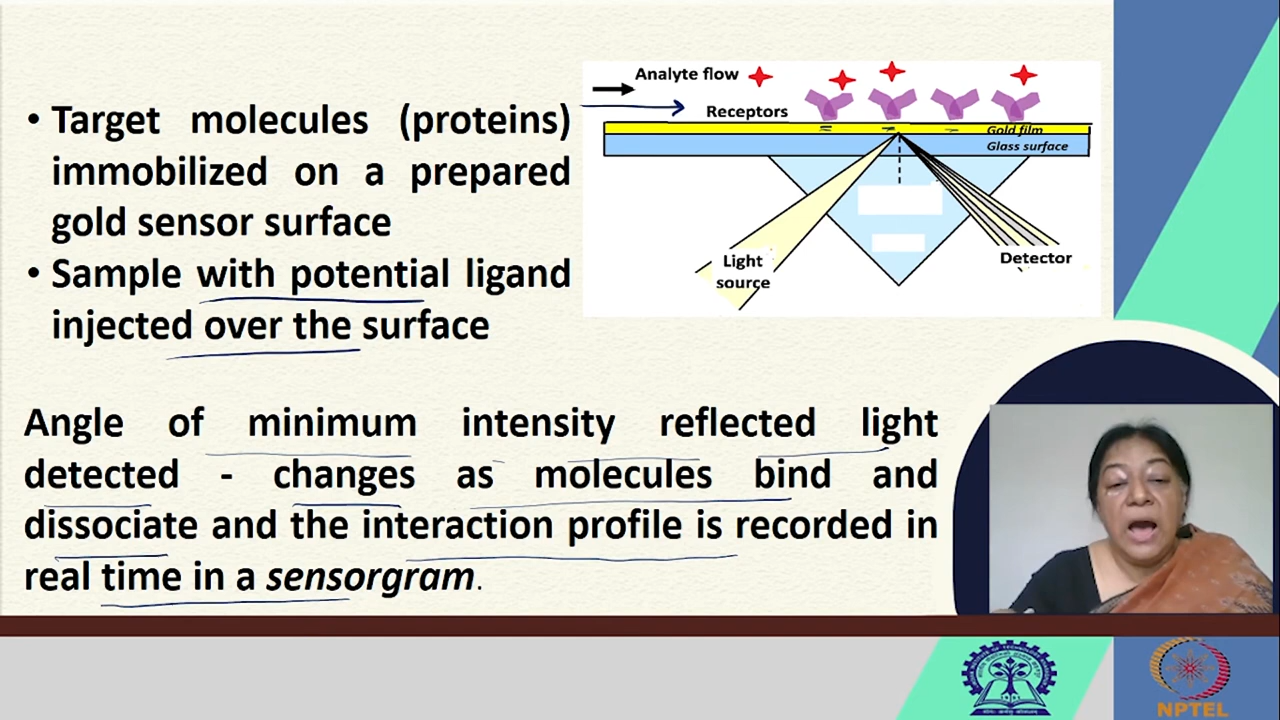 • Target molecules (proteins)
immobilized on a prepared
gold sensor surface
• Sample with potential ligand
injected over the surface
Angle of minimum intensity reflected light
detected - changes as molecules bind and
dissociate and the interaction profile is recorded in
real time in a sensorgram.
Analyte flow
Receptors
Gold film
Glass surface
Light
source
Detector
NPTEL